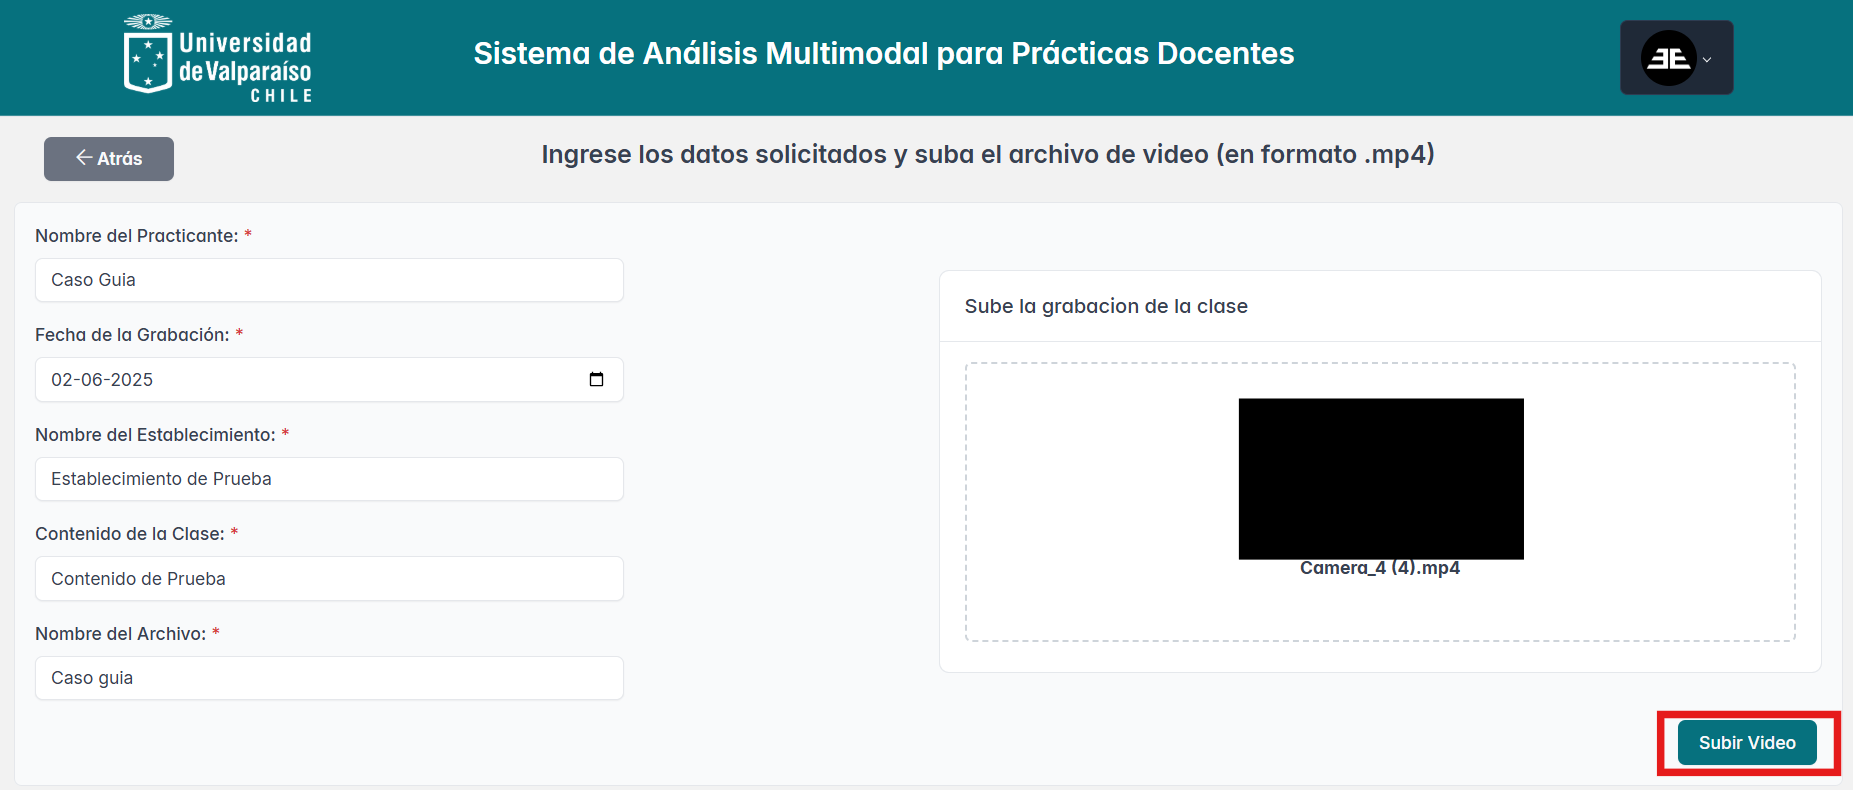 Universidad
de Valparaíso
CHILE
Sistema de Análisis Multimodal para Prácticas Docentes
← Atrás
Ingrese los datos solicitados y suba el archivo de video (en formato .mp4)
Nombre del Practicante: *
Caso Guia
Fecha de la Grabación: *
02-06-2025
Nombre del Establecimiento: *
Establecimiento de Prueba
Contenido de la Clase: *
Contenido de Prueba
Nombre del Archivo: *
Caso guia
Sube la grabacion de la clase
Camera_4 (4).mp4
Subir Video